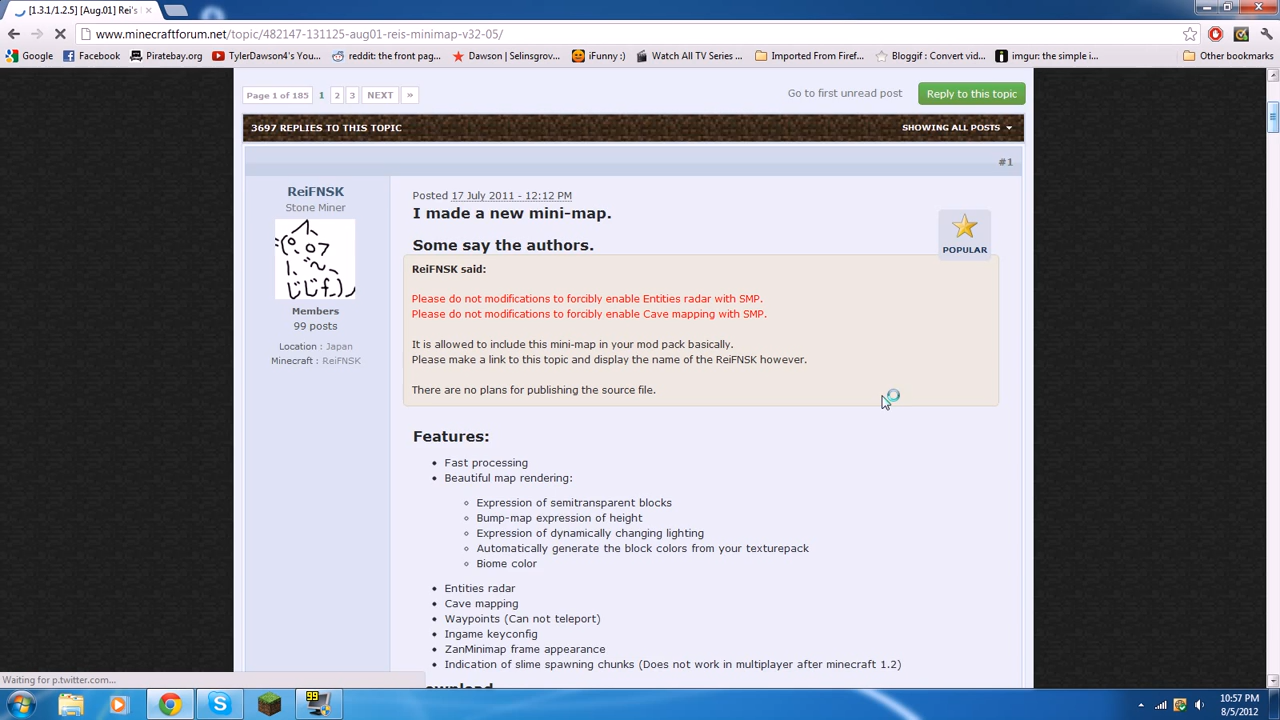 [1.3.1/1.2.5] [Aug.01] Rei's
www.minecraftforum.net/topic/482147-131125-aug01-reis-minimap-v32-05/
Google
Facebook
Piratebay.org
TylerDawson4's You...
reddit: the front pag...
Dawson | Selinsgrov...
iFunny :)
Watch All TV Series ...
Imported From Firef...
Bloggif : Convert vid...
imgur: the simple i...
Other bookmarks
Page 1 of 185 1 2 3 NEXT »
Go to first unread post
Reply to this topic
3697 REPLIES TO THIS TOPIC
SHOWING ALL POSTS
#1
ReiFNSK
Stone Miner
Members
99 posts
Location : Japan
Minecraft : ReiFNSK
Posted 17 July 2011 - 12:12 PM
I made a new mini-map.
POPULAR
Some say the authors.
ReiFNSK said:
Please do not modifications to forcibly enable Entities radar with SMP.
Please do not modifications to forcibly enable Cave mapping with SMP.
It is allowed to include this mini-map in your mod pack basically.
Please make a link to this topic and display the name of the ReiFNSK however.
There are no plans for publishing the source file.
Features:
Fast processing
Beautiful map rendering:
Expression of semitransparent blocks
Bump-map expression of height
Expression of dynamically changing lighting
Automatically generate the block colors from your texturepack
Biome color
Entities radar
Cave mapping
Waypoints (Can not teleport)
Ingame keyconfig
ZanMinimap frame appearance
Indication of slime spawning chunks (Does not work in multiplayer after minecraft 1.2)
Waiting for p.twitter.com...
99
10:57 PM
8/5/2012